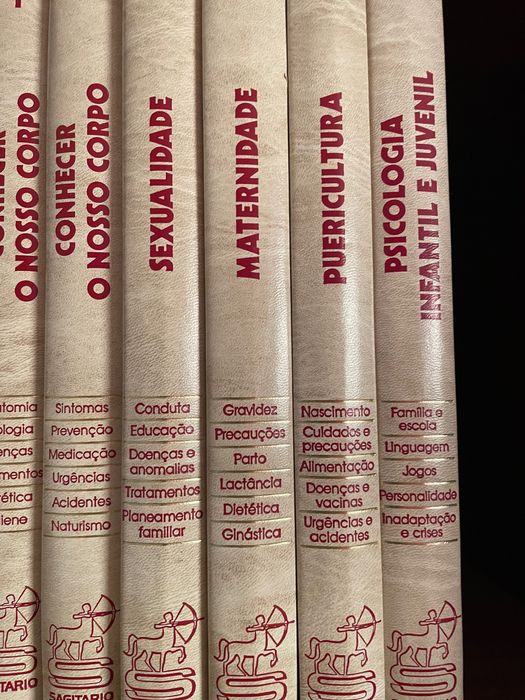 O NOSSO CORPO
CONHECER
O NOSSO CORPO
Sintomas
Prevenção
Medicação
Urgências
Acidentes
Naturismo
SAGITARIO
SEXUALIDADE
Conduta
Educação
Doenças e
anomalias
Tratamentos
Planeamento
familiar
MATERNIDADE
Gravidez
Precauções
Parto
Lactância
Dietética
Ginástica
PUERICULTURA
Nascimento
Cuidados e
precauções
Alimentação
Doenças e
vacinas
Urgências e
acidentes
PSICOLOGIA
INFANTIL E JUVENIL
Família e
escola
Linguagem
Jogos
Personalidade
Inadaptação
e crises